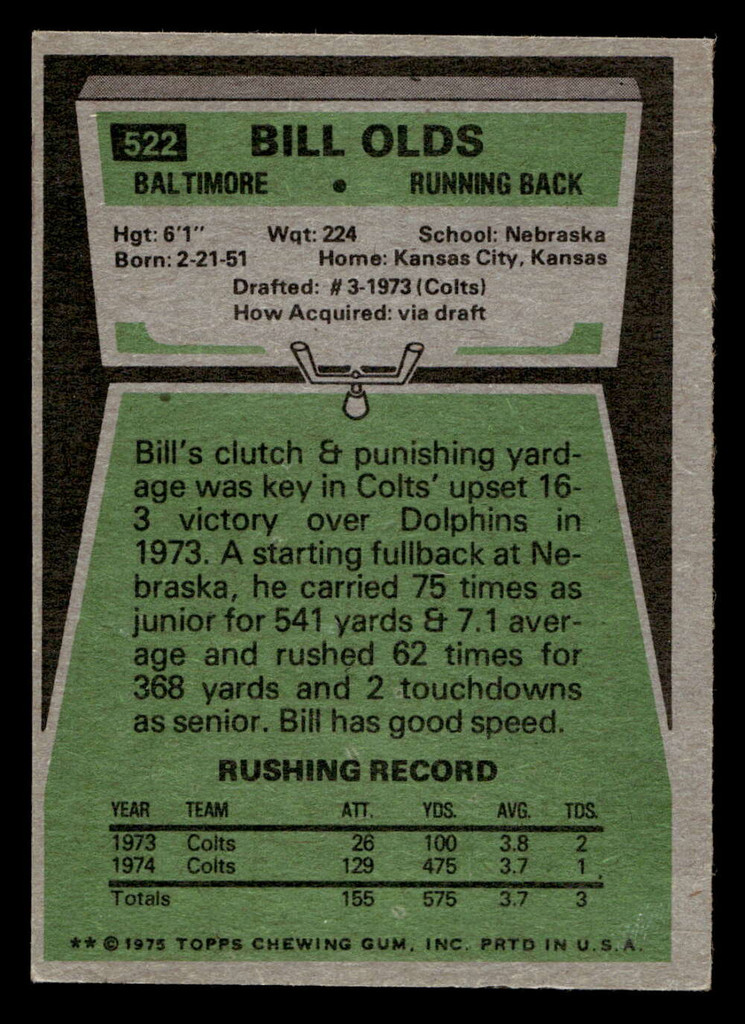 522 BILL OLDS
BALTIMORE • RUNNING BACK
Hgt: 6'1" Wgt: 224 School: Nebraska
Born: 2-21-51 Home: Kansas City, Kansas
Drafted: #3-1973 (Colts)
How Acquired: via draft
Bill's clutch & punishing yard-
age was key in Colts' upset 16-
3 victory over Dolphins in
1973. A starting fullback at Ne-
braska, he carried 75 times as
junior for 541 yards & 7.1 aver-
age and rushed 62 times for
368 yards and 2 touchdowns
as senior. Bill has good speed.
RUSHING RECORD
YEAR TEAM ATT. YDS. AVG. TDS.
1973 Colts 26 100 3.8 2
1974 Colts 129 475 3.7 1
Totals 155 575 3.7 3
** © 1975 TOPPS CHEWING GUM, INC. PRTD IN U.S.A.